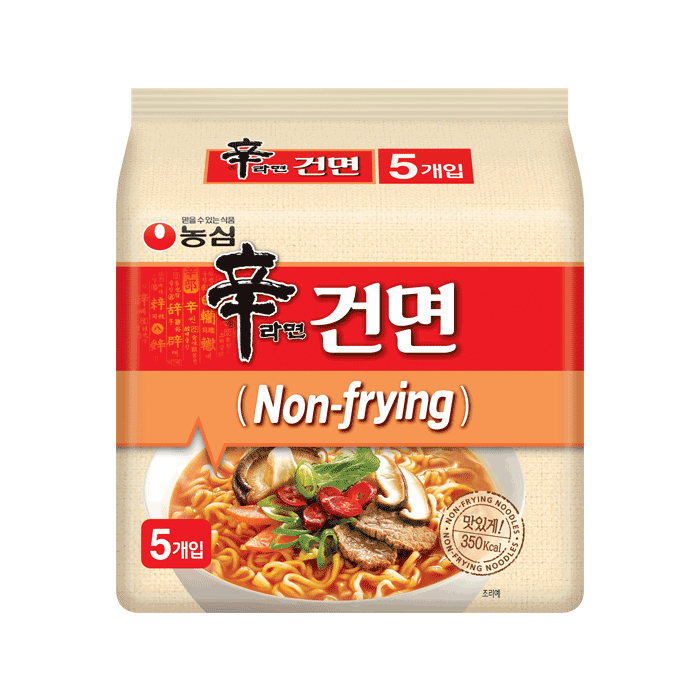 辛라면 건면 5개입
믿을 수 있는 식품
농심
辛라면 건면
(Non-frying)
NON-FRYING NOODLES
맛있게!
350Kcal
NON-FRYING NOODLES
5개입
조리예